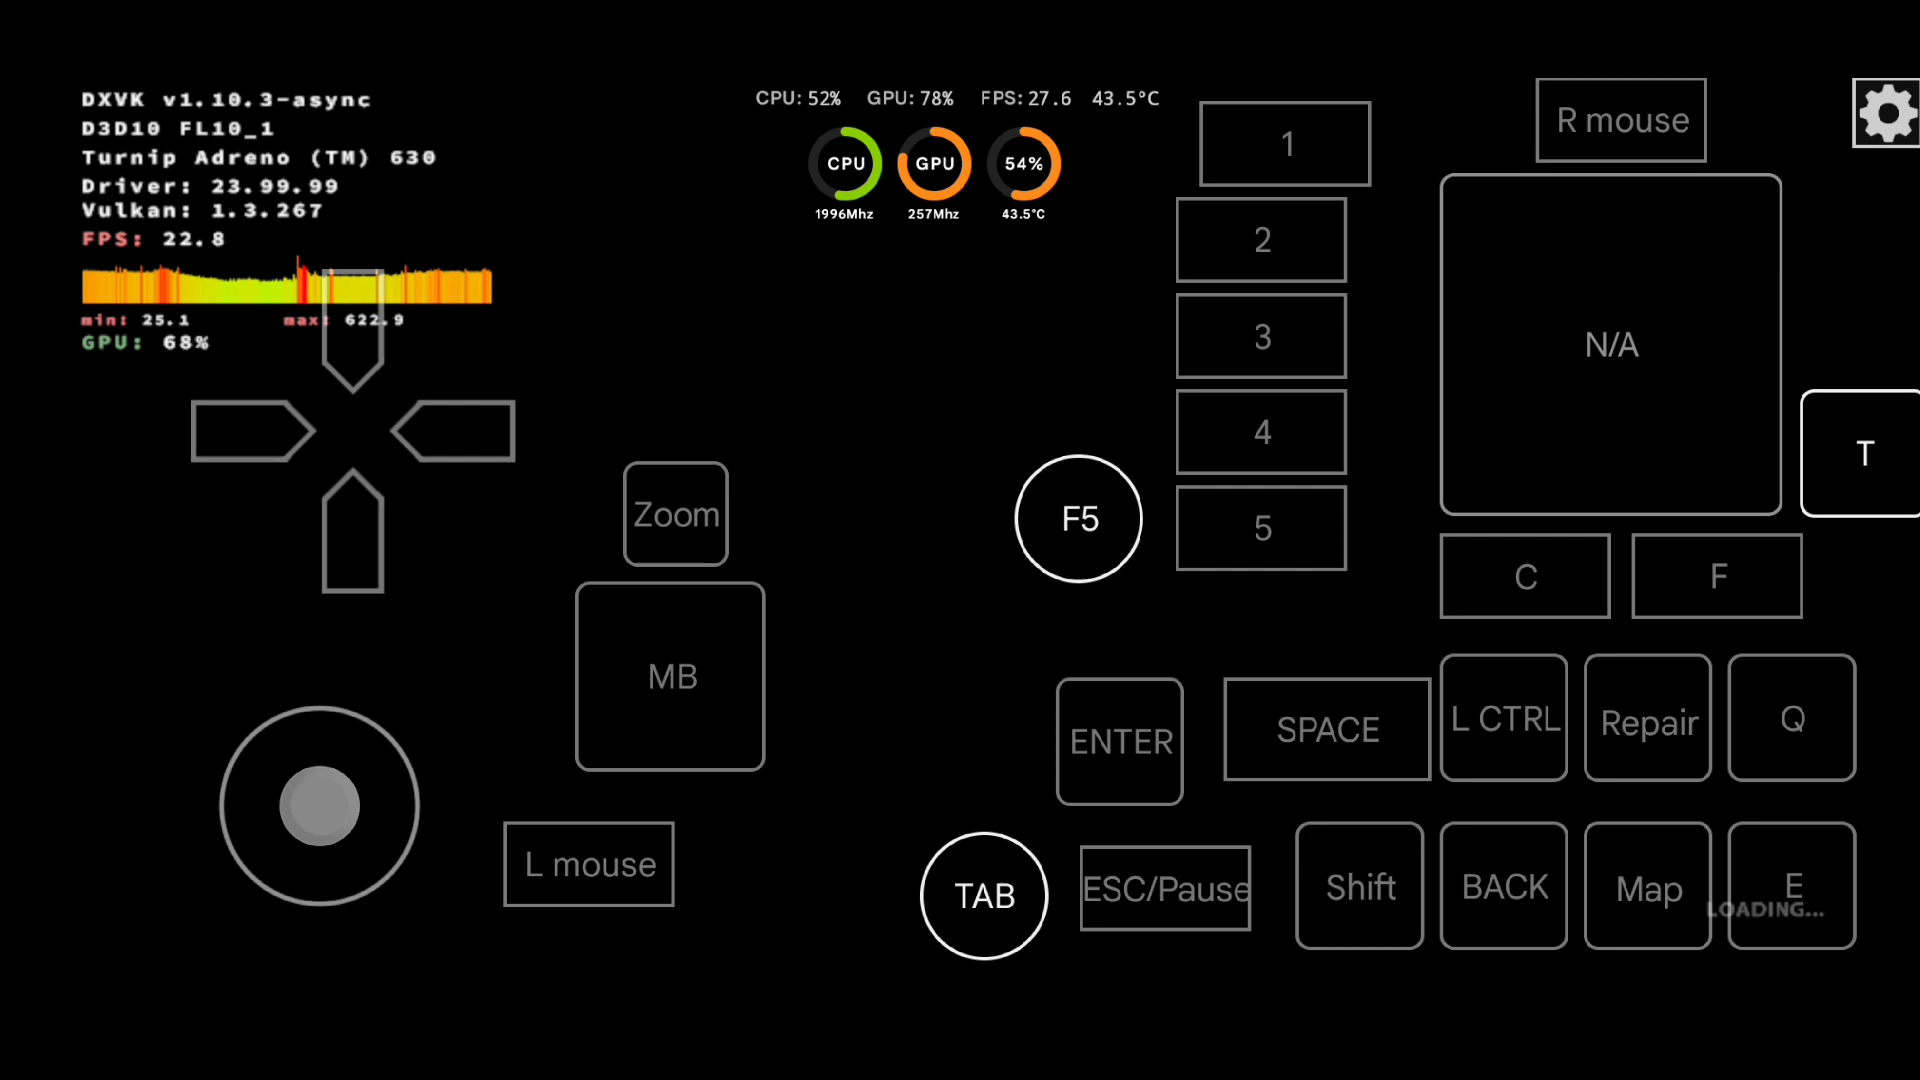 DXVK v1.10.3-async
D3D10 FL10_1
Turnip Adreno (TM) 630
Driver: 23.99.99
Vulkan: 1.3.267
FPS: 22.8
min: 25.1 max: 622.9
GPU: 68%
CPU: 52% GPU: 78% FPS: 27.6 43.5°C
CPU GPU 54%
1996Mhz 257Mhz 43.5°C
1
2
3
4
5
R mouse
N/A
T
C F
Zoom
F5
MB
ENTER SPACE L CTRL Repair Q
L mouse
TAB ESC/Pause Shift BACK Map E
LOADING...